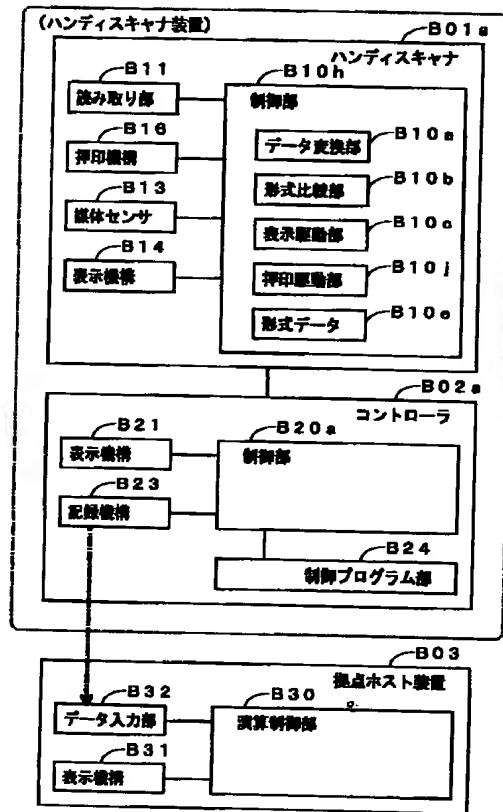 (ハンディスキャナ装置)
B01a
ハンディスキャナ
B11
読み取り部
B10h
制御部
B16
押印機構
B10a
データ変換部
B13
媒体センサ
B10b
形式比較部
B14
表示機構
B10c
表示駆動部
B10j
押印駆動部
B10e
形式データ
B02a
コントローラ
B21
表示機構
B20a
制御部
B23
記録機構
B24
制御プログラム部
B03
拠点ホスト装置
B32
データ入力部
B30
演算制御部
B31
表示機構